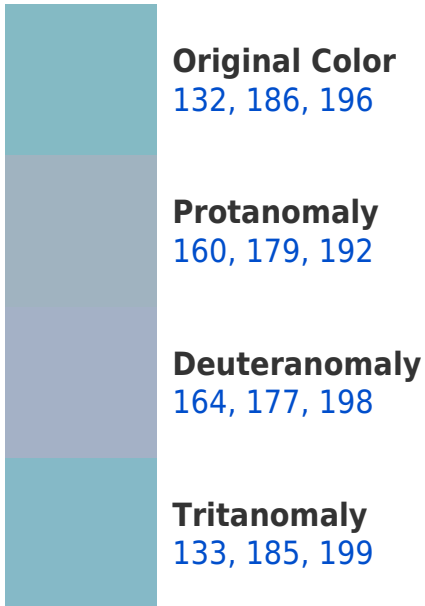 Original Color
132, 186, 196
Protanomaly
160, 179, 192
Deuteranomaly
164, 177, 198
Tritanomaly
133, 185, 199